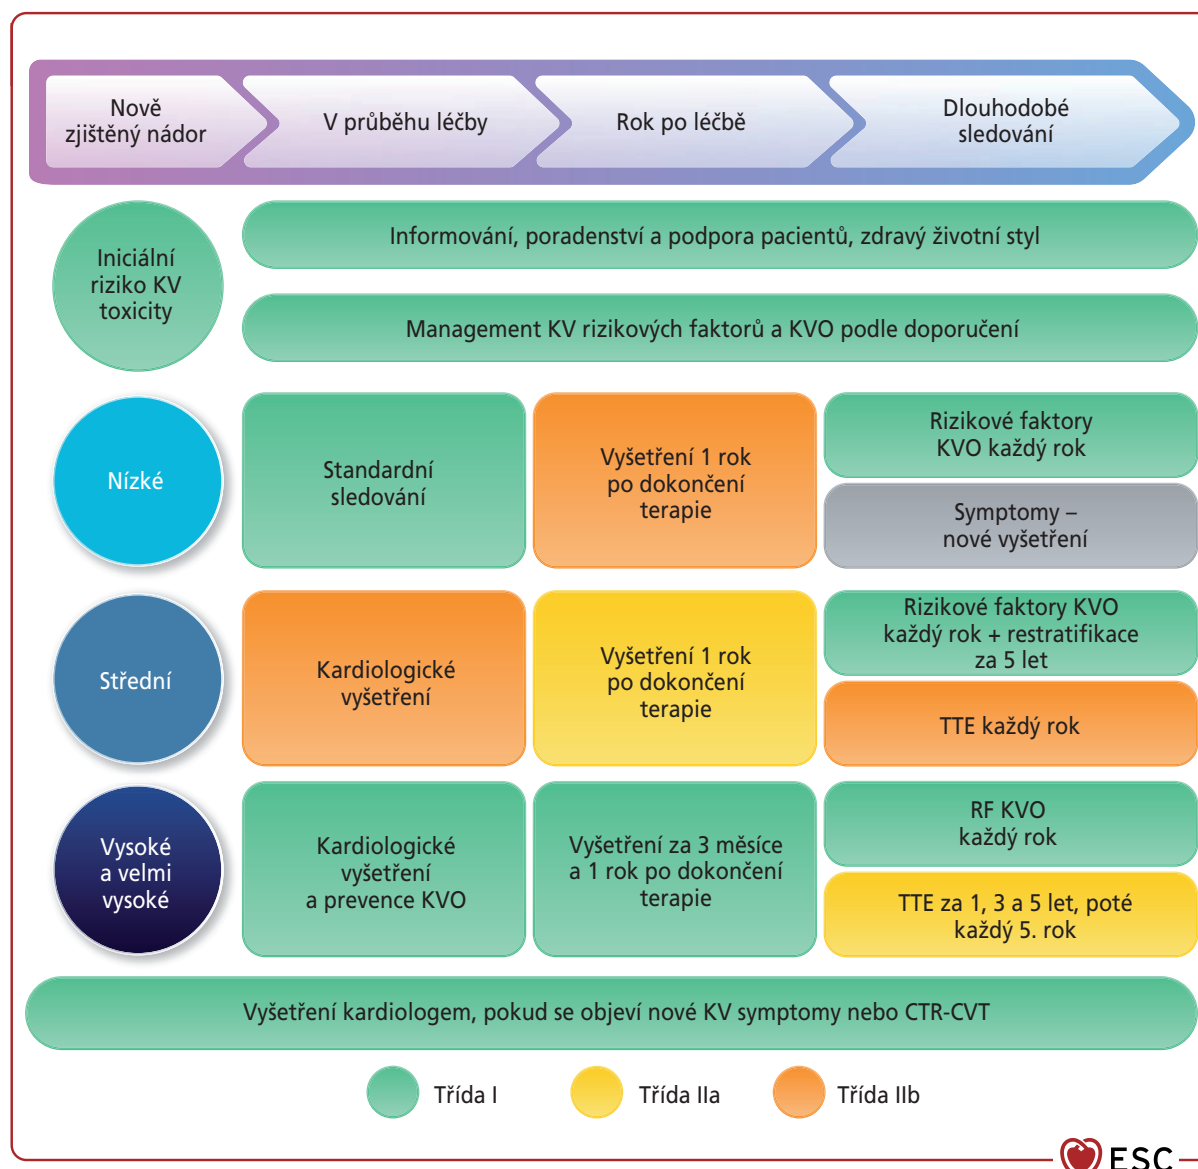 Nově
zjištěný nádor
V průběhu léčby
Rok po léčbě
Dlouhodobé
sledování
Iniciální
riziko KV
toxicity
Informování, poradenství a podpora pacientů, zdravý životní styl
Management KV rizikových faktorů a KVO podle doporučení
Nízké
Standardní
sledování
Vyšetření 1 rok
po dokončení
terapie
Rizikové faktory
KVO každý rok
Symptomy –
nové vyšetření
Střední
Kardiologické
vyšetření
Vyšetření 1 rok
po dokončení
terapie
Rizikové faktory KVO
každý rok + restratifikace
za 5 let
TTE každý rok
Vysoké
a velmi
vysoké
Kardiologické
vyšetření
a prevence KVO
Vyšetření za 3 měsíce
a 1 rok po dokončení
terapie
RF KVO
každý rok
TTE za 1, 3 a 5 let, poté
každý 5. rok
Vyšetření kardiologem, pokud se objeví nové KV symptomy nebo CTR-CVT
Třída I
Třída IIa
Třída IIb
ESC